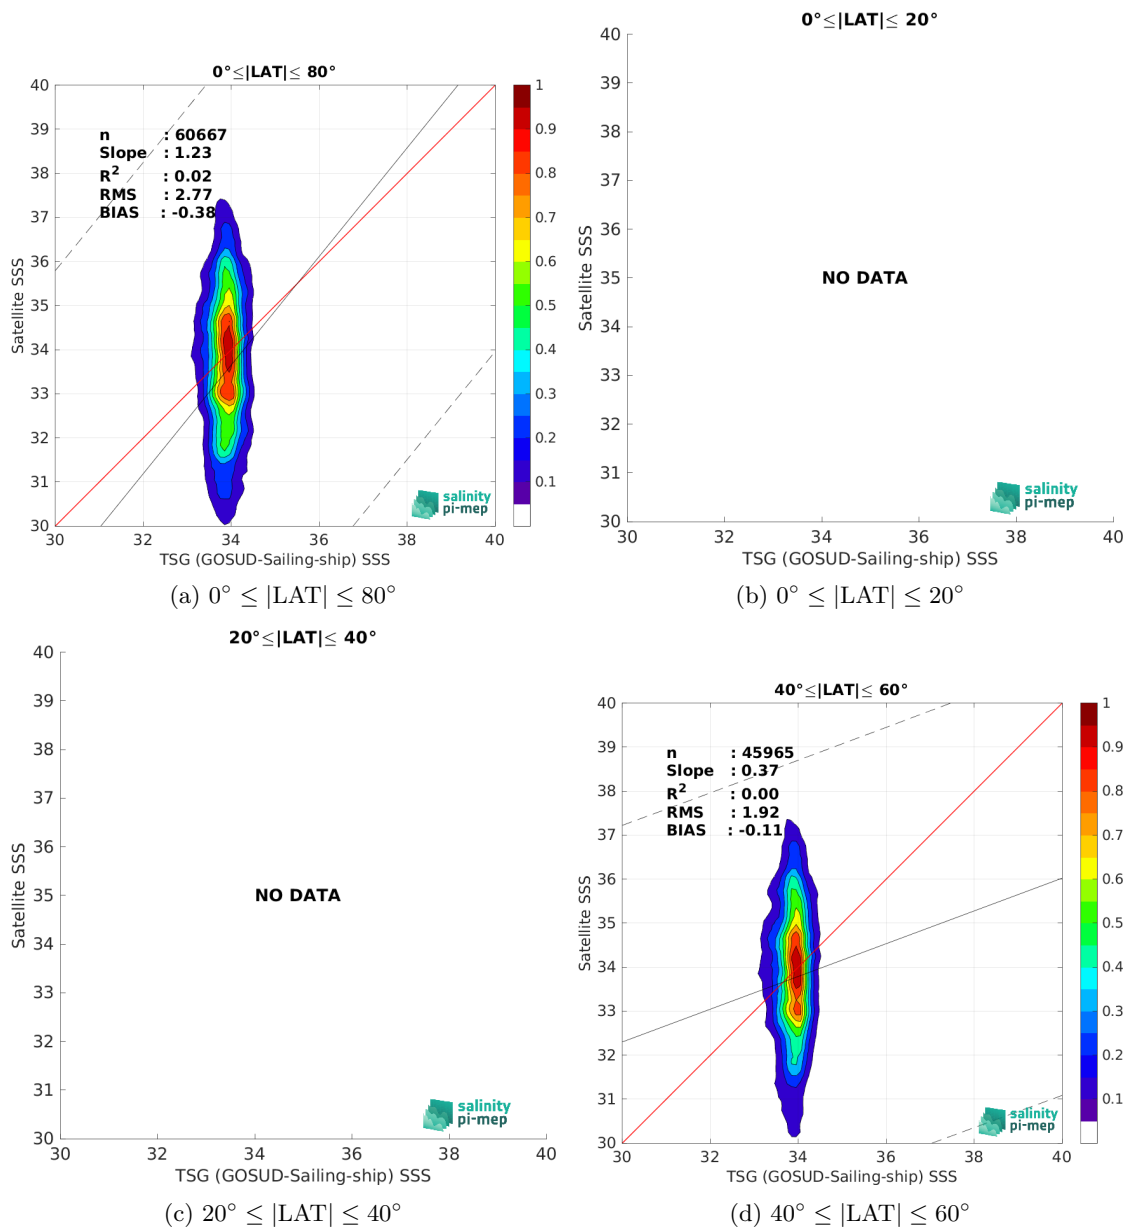 0°≤|LAT|≤ 80°
40
39
38
37
36
35
34
33
32
31
30
Satellite SSS
n : 60667
Slope : 1.23
R2 : 0.02
RMS : 2.77
BIAS : -0.38
1
0.9
0.8
0.7
0.6
0.5
0.4
0.3
0.2
0.1
salinity
pi-mep
30 32 34 36 38 40
TSG (GOSUD-Sailing-ship) SSS
(a) 0° ≤ |LAT| ≤ 80°
0°≤|LAT|≤ 20°
40
39
38
37
36
35
34
33
32
31
30
Satellite SSS
NO DATA
salinity
pi-mep
30 32 34 36 38 40
TSG (GOSUD-Sailing-ship) SSS
(b) 0° ≤ |LAT| ≤ 20°
20°≤|LAT|≤ 40°
40
39
38
37
36
35
34
33
32
31
30
Satellite SSS
NO DATA
salinity
pi-mep
30 32 34 36 38 40
TSG (GOSUD-Sailing-ship) SSS
(c) 20° ≤ |LAT| ≤ 40°
40°≤|LAT|≤ 60°
40
39
38
37
36
35
34
33
32
31
30
Satellite SSS
n : 45965
Slope : 0.37
R2 : 0.00
RMS : 1.92
BIAS : -0.11
1
0.9
0.8
0.7
0.6
0.5
0.4
0.3
0.2
0.1
salinity
pi-mep
30 32 34 36 38 40
TSG (GOSUD-Sailing-ship) SSS
(d) 40° ≤ |LAT| ≤ 60°